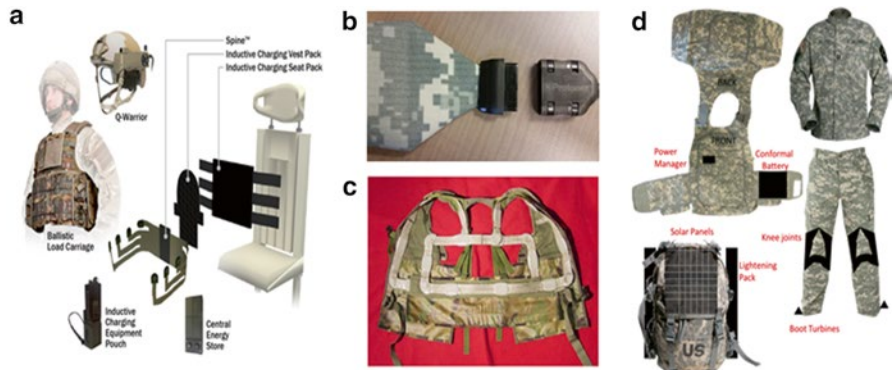 a
Spine™
Inductive Charging Vest Pack
Inductive Charging Seat Pack
Q-Warrior
Ballistic
Load Carriage
Inductive
Charging
Equipment
Pouch
Central
Energy
Store
b
c
d
BACK
FRONT
Power
Manager
Conformal
Battery
Solar Panels
Knee joints
Lightening
Pack
Boot Turbines
US